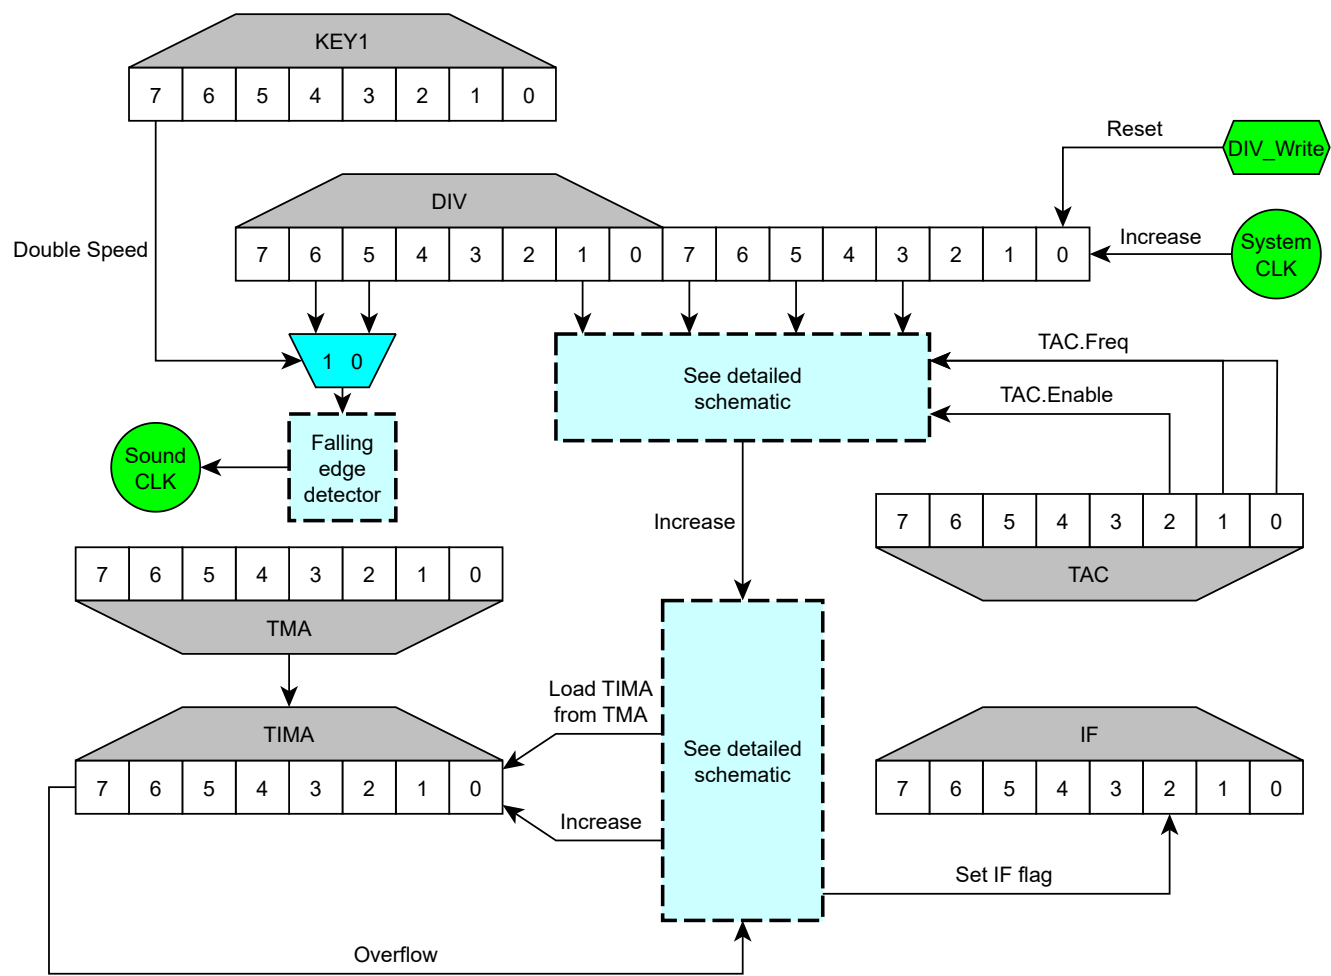 KEY1
7 6 5 4 3 2 1 0
Reset
DIV_Write
DIV
Double Speed
7 6 5 4 3 2 1 0 7 6 5 4 3 2 1 0
Increase
System
CLK
1 0
See detailed
schematic
TAC.Freq
TAC.Enable
Falling
edge
detector
Sound
CLK
Increase
7 6 5 4 3 2 1 0
TAC
7 6 5 4 3 2 1 0
TMA
Load TIMA
from TMA
TIMA
7 6 5 4 3 2 1 0
See detailed
schematic
IF
7 6 5 4 3 2 1 0
Increase
Set IF flag
Overflow